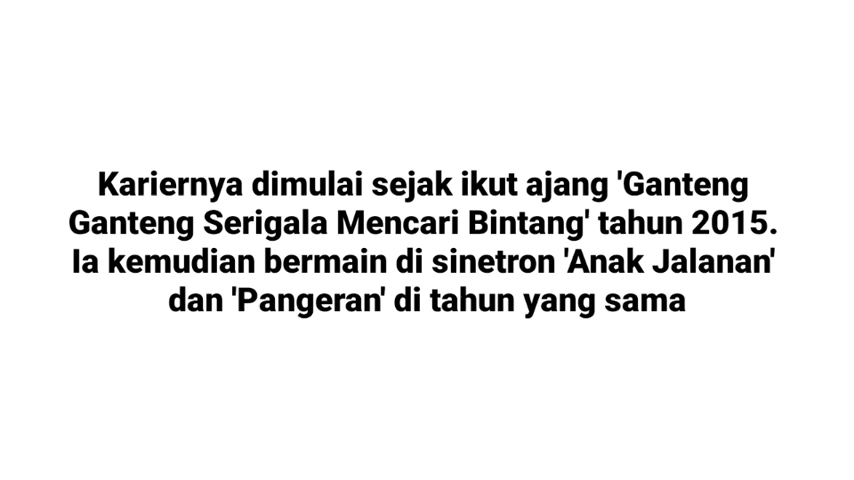 Kariernya dimulai sejak ikut ajang 'Ganteng
Ganteng Serigala Mencari Bintang' tahun 2015.
Ia kemudian bermain di sinetron 'Anak Jalanan'
dan 'Pangeran' di tahun yang sama